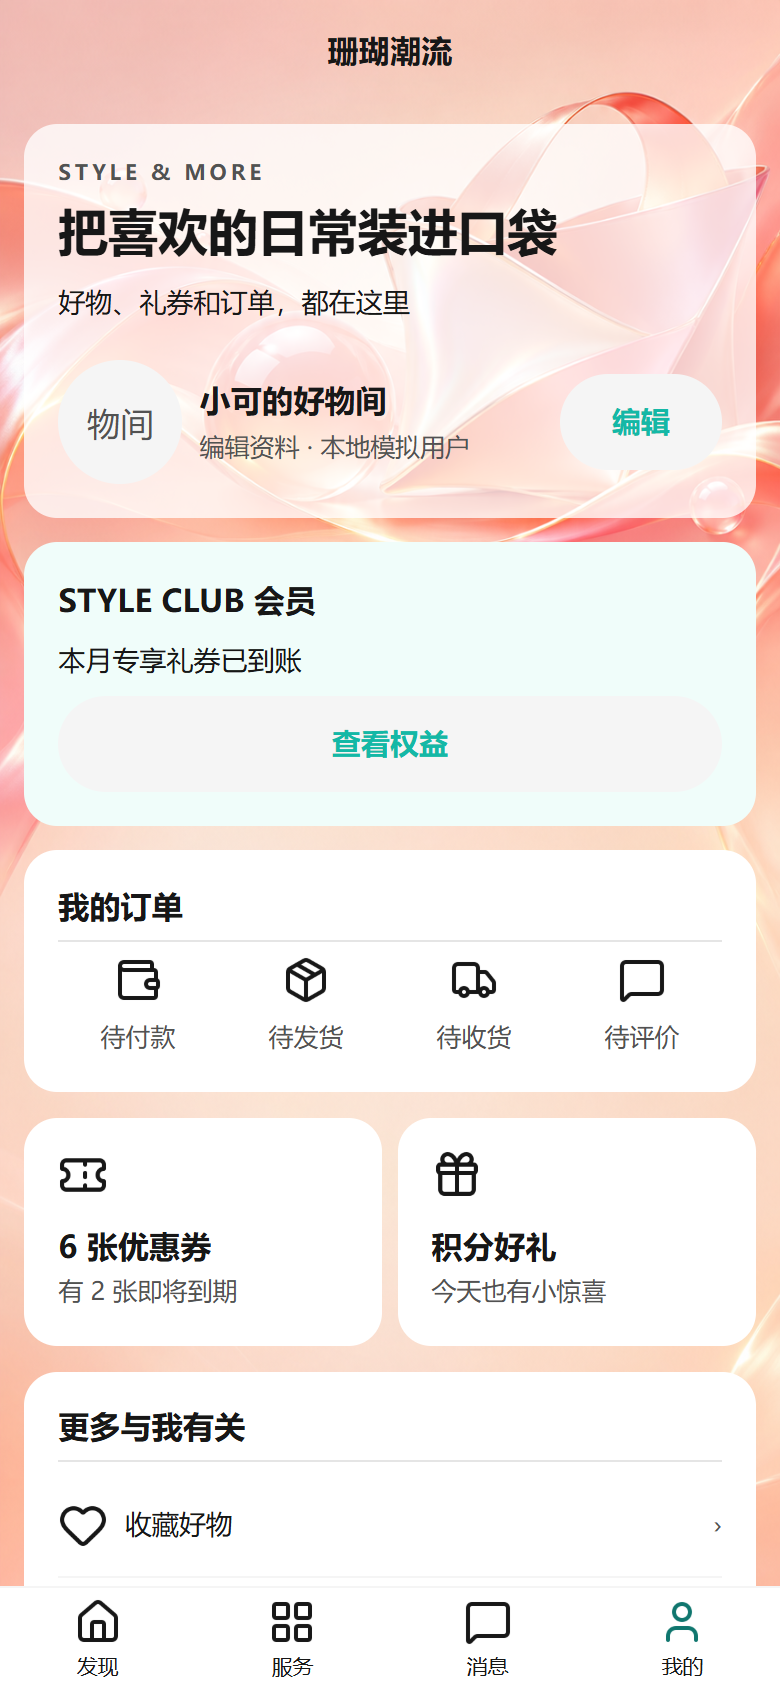 珊瑚潮流
STYLE & MORE
把喜欢的日常装进口袋
好物、礼券和订单，都在这里
物间
小可的好物间
编辑资料 · 本地模拟用户
编辑
STYLE CLUB 会员
本月专享礼券已到账
查看权益
我的订单
待付款
待发货
待收货
待评价
6 张优惠券
有 2 张即将到期
积分好礼
今天也有小惊喜
更多与我有关
收藏好物
发现
服务
消息
我的